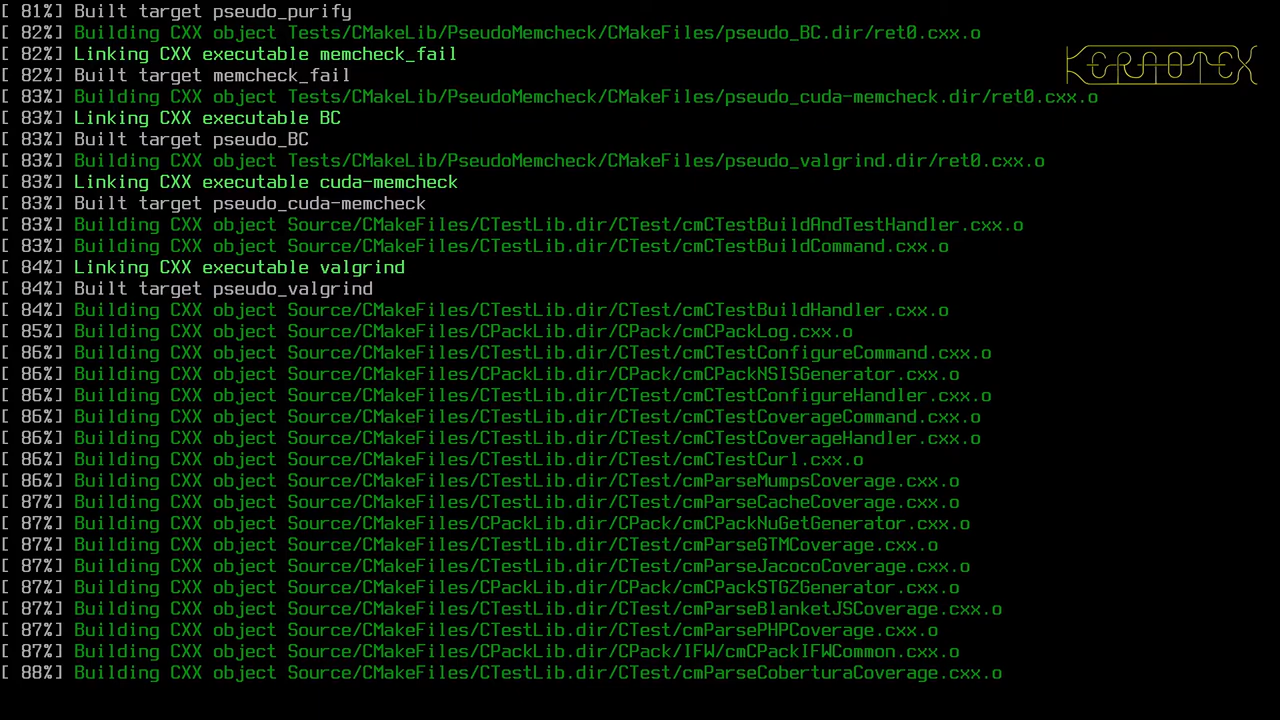 [ 81%] Built target pseudo_purify
[ 82%] Building CXX object Tests/CMakeLib/PseudoMemcheck/CMakeFiles/pseudo_BC.dir/ret0.cxx.o
[ 82%] Linking CXX executable memcheck_fail
[ 82%] Built target memcheck_fail
KERNOTEX
[ 83%] Building CXX object Tests/CMakeLib/PseudoMemcheck/CMakeFiles/pseudo_cuda-memcheck.dir/ret0.cxx.o
[ 83%] Linking CXX executable BC
[ 83%] Built target pseudo_BC
[ 83%] Building CXX object Tests/CMakeLib/PseudoMemcheck/CMakeFiles/pseudo_valgrind.dir/ret0.cxx.o
[ 83%] Linking CXX executable cuda-memcheck
[ 83%] Built target pseudo_cuda-memcheck
[ 83%] Building CXX object Source/CMakeFiles/CTestLib.dir/CTest/cmCTestBuildAndTestHandler.cxx.o
[ 83%] Building CXX object Source/CMakeFiles/CTestLib.dir/CTest/cmCTestBuildCommand.cxx.o
[ 84%] Linking CXX executable valgrind
[ 84%] Built target pseudo_valgrind
[ 84%] Building CXX object Source/CMakeFiles/CTestLib.dir/CTest/cmCTestBuildHandler.cxx.o
[ 85%] Building CXX object Source/CMakeFiles/CPackLib.dir/CPack/cmCPackLog.cxx.o
[ 86%] Building CXX object Source/CMakeFiles/CTestLib.dir/CTest/cmCTestConfigureCommand.cxx.o
[ 86%] Building CXX object Source/CMakeFiles/CPackLib.dir/CPack/cmCPackNSISGenerator.cxx.o
[ 86%] Building CXX object Source/CMakeFiles/CTestLib.dir/CTest/cmCTestConfigureHandler.cxx.o
[ 86%] Building CXX object Source/CMakeFiles/CTestLib.dir/CTest/cmCTestCoverageCommand.cxx.o
[ 86%] Building CXX object Source/CMakeFiles/CTestLib.dir/CTest/cmCTestCoverageHandler.cxx.o
[ 86%] Building CXX object Source/CMakeFiles/CTestLib.dir/CTest/cmCTestCurl.cxx.o
[ 86%] Building CXX object Source/CMakeFiles/CTestLib.dir/CTest/cmParseMumpsCoverage.cxx.o
[ 87%] Building CXX object Source/CMakeFiles/CTestLib.dir/CTest/cmParseCacheCoverage.cxx.o
[ 87%] Building CXX object Source/CMakeFiles/CPackLib.dir/CPack/cmCPackNuGetGenerator.cxx.o
[ 87%] Building CXX object Source/CMakeFiles/CTestLib.dir/CTest/cmParseGTMCoverage.cxx.o
[ 87%] Building CXX object Source/CMakeFiles/CTestLib.dir/CTest/cmParseJacocoCoverage.cxx.o
[ 87%] Building CXX object Source/CMakeFiles/CPackLib.dir/CPack/cmCPackSTGZGenerator.cxx.o
[ 87%] Building CXX object Source/CMakeFiles/CTestLib.dir/CTest/cmParseBlanketJSCoverage.cxx.o
[ 87%] Building CXX object Source/CMakeFiles/CTestLib.dir/CTest/cmParsePHPCoverage.cxx.o
[ 87%] Building CXX object Source/CMakeFiles/CPackLib.dir/CPack/IFW/cmCPackIFWCommon.cxx.o
[ 88%] Building CXX object Source/CMakeFiles/CTestLib.dir/CTest/cmParseCoberturaCoverage.cxx.o